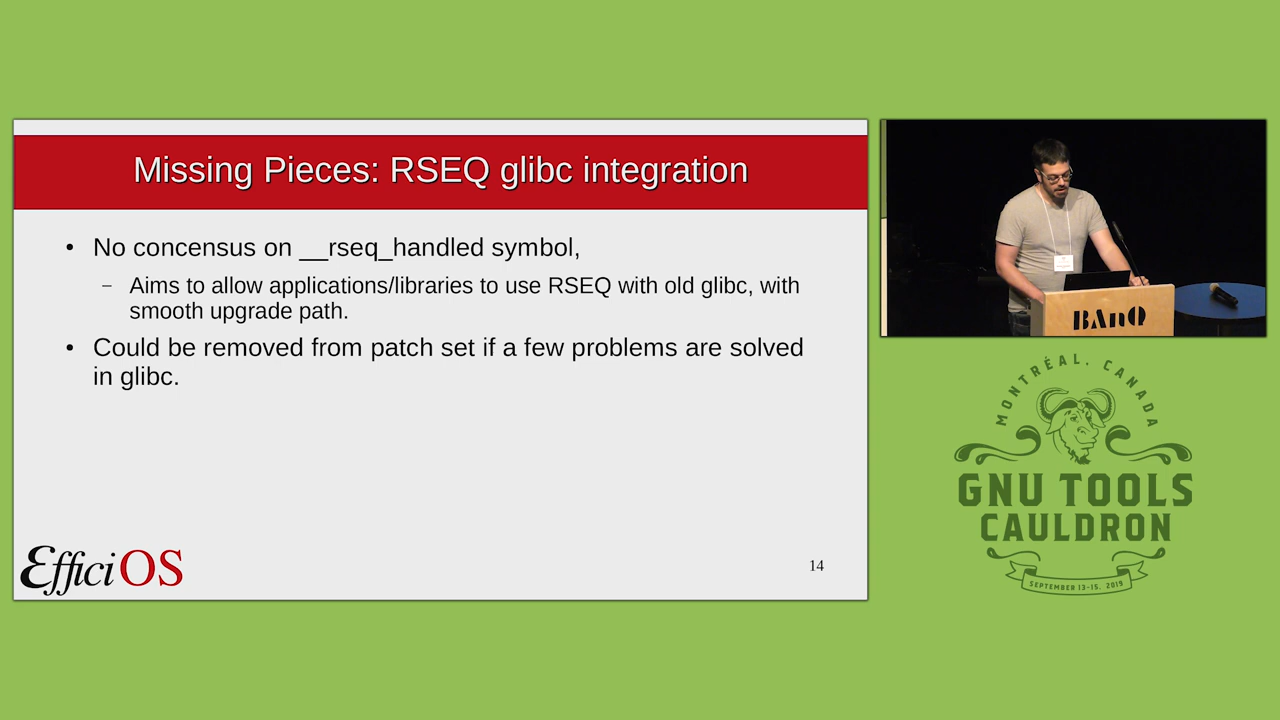 Missing Pieces: RSEQ glibc integration
• No concensus on __rseq_handled symbol,
– Aims to allow applications/libraries to use RSEQ with old glibc, with
smooth upgrade path.
• Could be removed from patch set if a few problems are solved
in glibc.
EfficiOS
14
BAnQ
MONTRÉAL. CANADA
GNU TOOLS
CAULDRON
SEPTEMBER 13-15, 2019